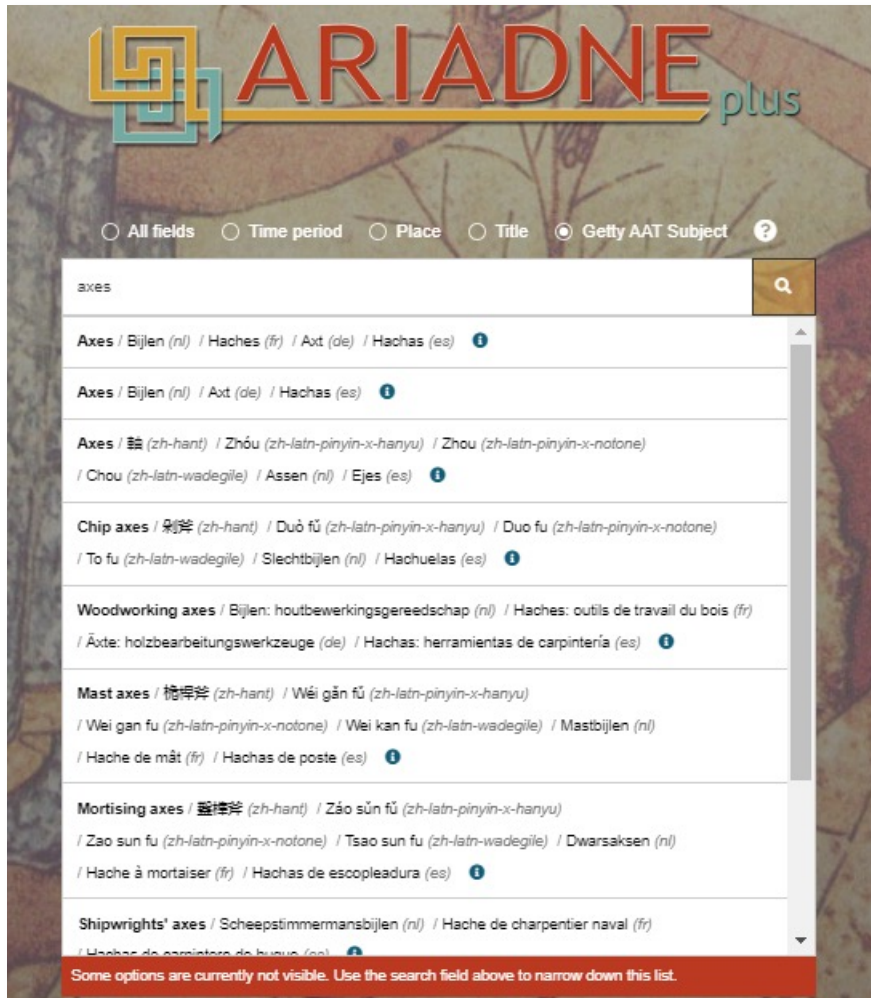 ARIADNE
plus
All fields Time period Place Title Getty AAT Subject ?
axes
Axes / Bijlen (nl) / Haches (fr) / Axt (de) / Hachas (es)
Axes / Bijlen (nl) / Axt (de) / Hachas (es)
Axes / 軸 (zh-hant) / Zhóu (zh-latn-pinyin-x-hanyu) / Zhou (zh-latn-pinyin-x-notone)
/ Chou (zh-latn-wadegile) / Assen (nl) / Ejes (es)
Chip axes / 剁斧 (zh-hant) / Duò fǔ (zh-latn-pinyin-x-hanyu) / Duo fu (zh-latn-pinyin-x-notone)
/ To fu (zh-latn-wadegile) / Slechtbijlen (nl) / Hachuelas (es)
Woodworking axes / Bijlen: houtbewerkingsgereedschap (nl) / Haches: outils de travail du bois (fr)
/ Äxte: holzbearbeitungswerkzeuge (de) / Hachas: herramientas de carpintería (es)
Mast axes / 桅桿斧 (zh-hant) / Wéi gǎn fǔ (zh-latn-pinyin-x-hanyu)
/ Wei gan fu (zh-latn-pinyin-x-notone) / Wei kan fu (zh-latn-wadegile) / Mastbijlen (nl)
/ Hache de mât (fr) / Hachas de poste (es)
Mortising axes / 鑿榫斧 (zh-hant) / Záo sǔn fǔ (zh-latn-pinyin-x-hanyu)
/ Zao sun fu (zh-latn-pinyin-x-notone) / Tsao sun fu (zh-latn-wadegile) / Dwarsaksen (nl)
/ Hache à mortaiser (fr) / Hachas de escopleadura (es)
Shipwrights' axes / Scheepstimmermansbijlen (nl) / Hache de charpentier naval (fr)
/ Hachas de carpintero de buque (es)
Some options are currently not visible. Use the search field above to narrow down this list.